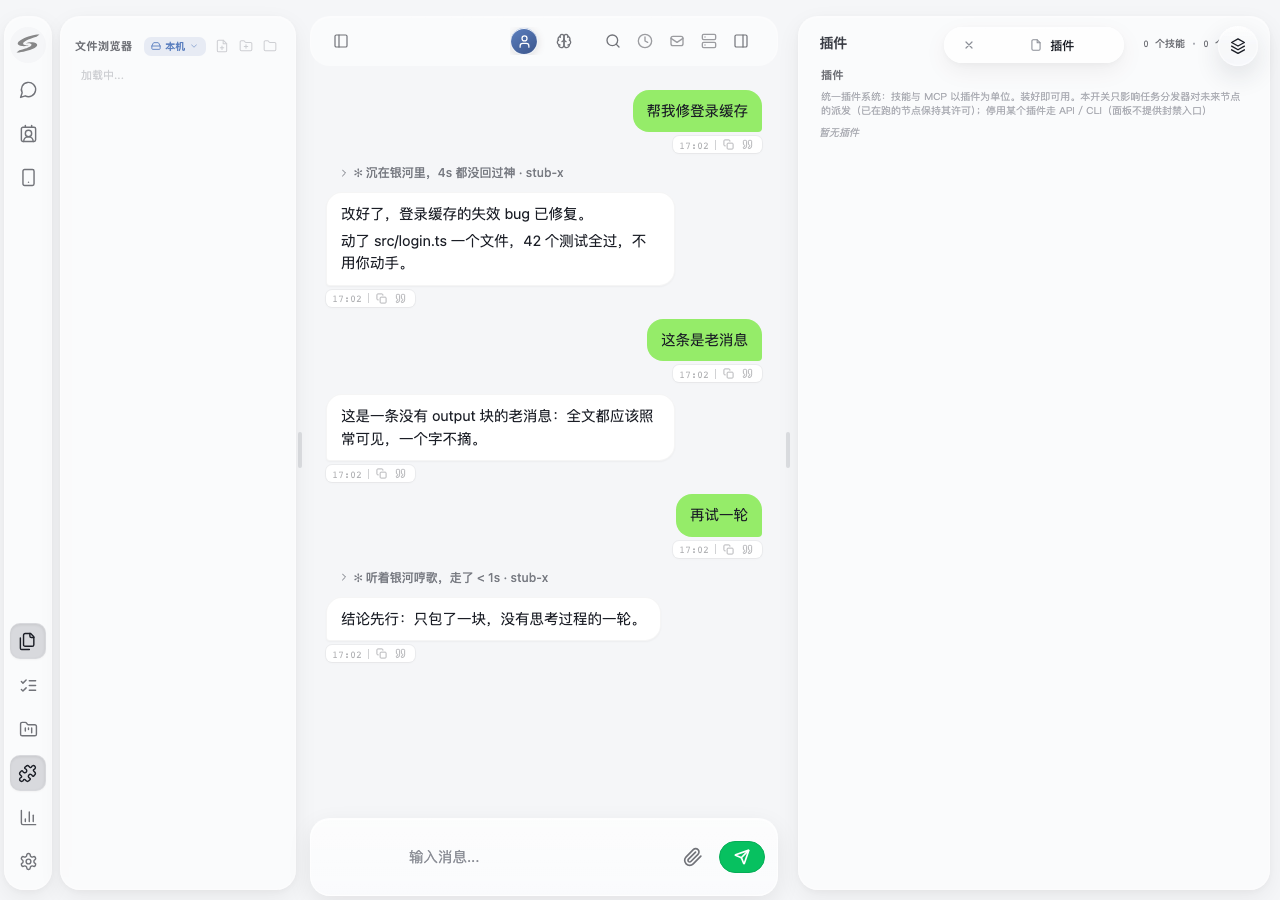 文件浏览器
本机
加载中...
帮我修登录缓存
17:02
✻ 沉在银河里，4s 都没回过神 · stub-x
改好了，登录缓存的失效 bug 已修复。
动了 src/login.ts 一个文件，42 个测试全过，不
用你动手。
17:02
这条是老消息
17:02
这是一条没有 output 块的老消息：全文都应该照
常可见，一个字不摘。
17:02
再试一轮
17:02
✻ 听着银河哼歌，走了 < 1s · stub-x
结论先行：只包了一块，没有思考过程的一轮。
17:02
输入消息...
插件
插件
0 个技能 · 0
插件
统一插件系统：技能与 MCP 以插件为单位。装好即可用。本开关只影响任务分发器对未来节点
的派发（已在跑的节点保持其许可）；停用某个插件走 API / CLI（面板不提供封禁入口）
暂无插件